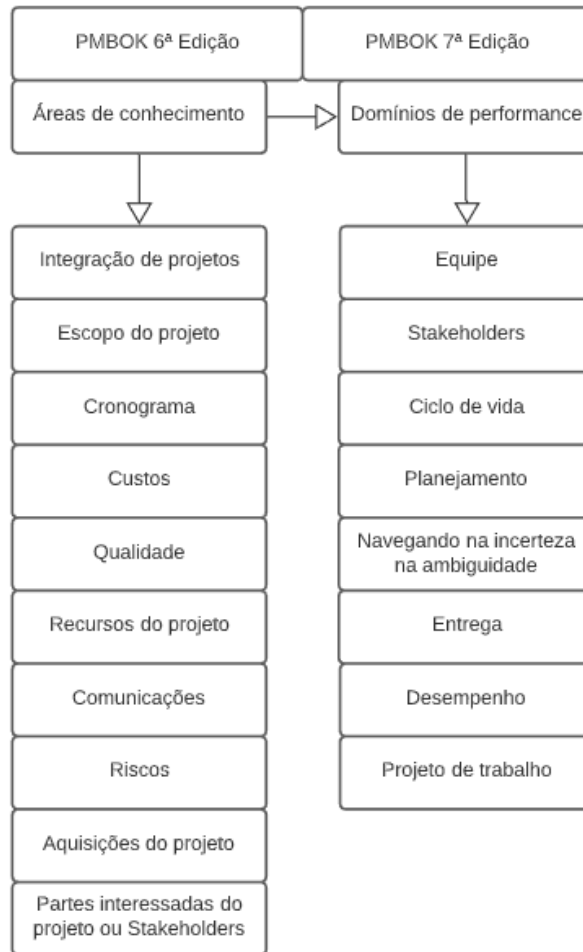 PMBOK 6ª Edição
PMBOK 7ª Edição
Áreas de conhecimento
Domínios de performance
Integração de projetos
Escopo do projeto
Cronograma
Custos
Qualidade
Recursos do projeto
Comunicações
Riscos
Aquisições do projeto
Partes interessadas do
projeto ou Stakeholders
Equipe
Stakeholders
Ciclo de vida
Planejamento
Navegando na incerteza
na ambiguidade
Entrega
Desempenho
Projeto de trabalho